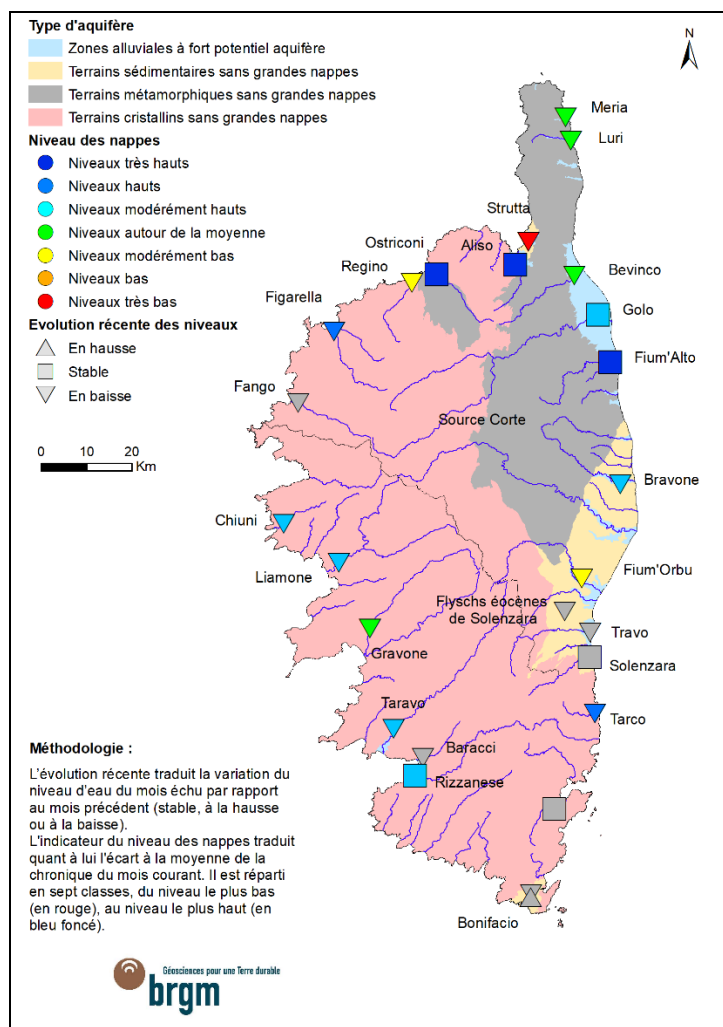 Type d'aquifère
Zones alluviales à fort potentiel aquifère
Terrains sédimentaires sans grandes nappes
Terrains métamorphiques sans grandes nappes
Terrains cristallins sans grandes nappes
Niveau des nappes
Niveaux très hauts
Niveaux hauts
Niveaux modérément hauts
Niveaux autour de la moyenne
Niveaux modérément bas
Niveaux bas
Niveaux très bas
Evolution récente des niveaux
En hausse
Stable
En baisse
0 10 20
Km
N
Meria
Luri
Strutta
Ostriconi
Aliso
Regino
Bevinco
Figarella
Golo
Fium'Alto
Fango
Source Corte
Bravone
Chiuni
Liamone
Fium'Orbu
Flyschs éocènes
de Solenzara
Travo
Gravone
Solenzara
Taravo
Tarco
Baracci
Rizzanese
Bonifacio
Méthodologie :
L'évolution récente traduit la variation du
niveau d'eau du mois échu par rapport
au mois précédent (stable, à la hausse
ou à la baisse).
L'indicateur du niveau des nappes traduit
quant à lui l'écart à la moyenne de la
chronique du mois courant. Il est réparti
en sept classes, du niveau le plus bas
(en rouge), au niveau le plus haut (en
bleu foncé).
Géosciences pour une Terre durable
brgm